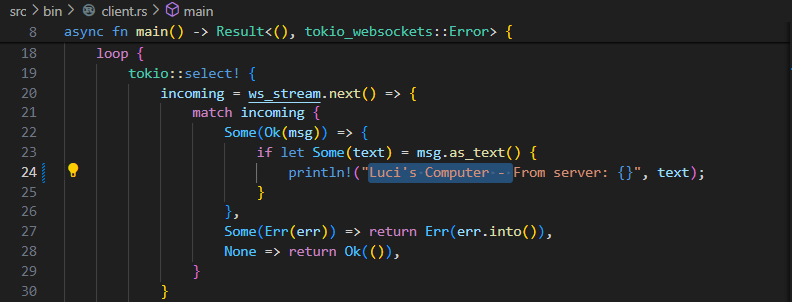 src > bin > client.rs > main
8 async fn main() -> Result<(), tokio_websockets::Error> {
18 loop {
19 tokio::select! {
20 incoming = ws_stream.next() => {
21 match incoming {
22 Some(Ok(msg)) => {
23 if let Some(text) = msg.as_text() {
24 println!("Luci's Computer - From server: {}", text);
25 }
26 },
27 Some(Err(err)) => return Err(err.into()),
28 None => return Ok(()),
29 }
30 }